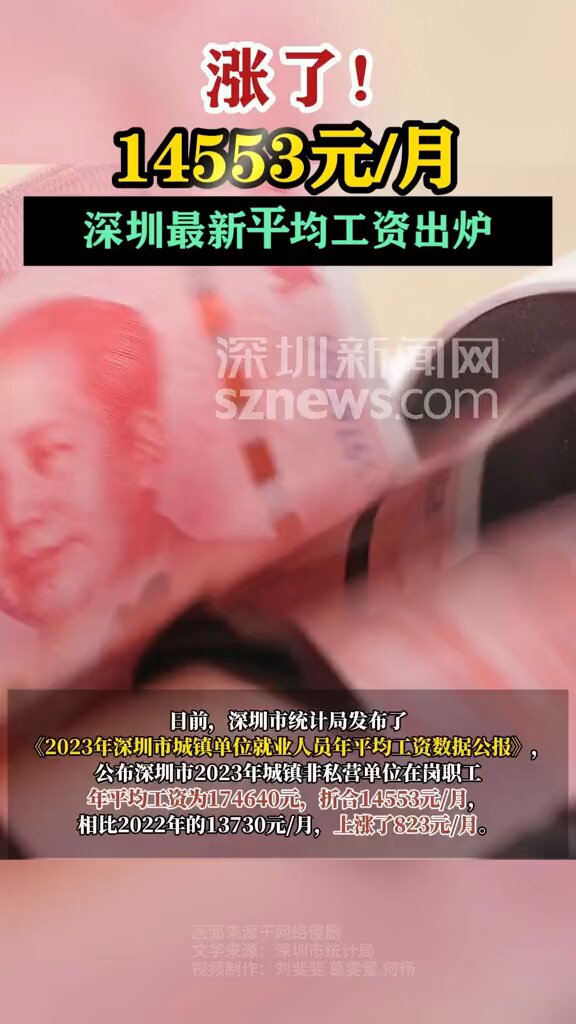 涨了!
14553元/月
深圳最新平均工资出炉
深圳新闻网
sznews.com
日前，深圳市统计局发布了
《2023年深圳市城镇单位就业人员年平均工资数据公报》，
公布深圳市2023年城镇非私营单位在岗职工
年平均工资为174640元，折合14553元/月，
相比2022年的13730元/月，上涨了823元/月。
画面来源于网络侵删
文字来源：深圳市统计局
视频制作：刘斐斐 葛雯萱 何畅